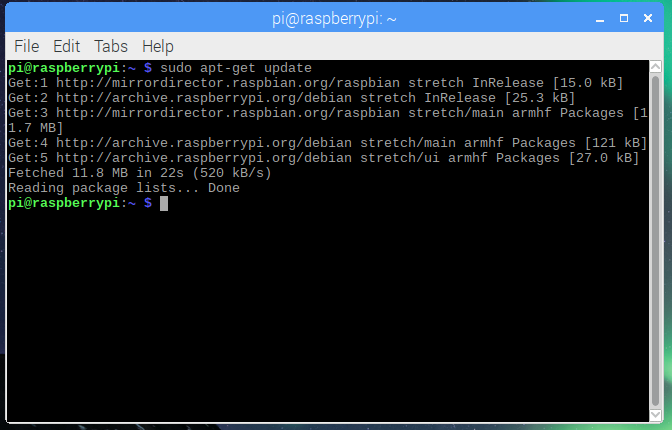 pi@raspberrypi: ~
File Edit Tabs Help
pi@raspberrypi:~ $ sudo apt-get update
Get:1 http://mirrordirector.raspbian.org/raspbian stretch InRelease [15.0 kB]
Get:2 http://archive.raspberrypi.org/debian stretch InRelease [25.3 kB]
Get:3 http://mirrordirector.raspbian.org/raspbian stretch/main armhf Packages [1
1.7 MB]
Get:4 http://archive.raspberrypi.org/debian stretch/main armhf Packages [121 kB]
Get:5 http://archive.raspberrypi.org/debian stretch/ui armhf Packages [27.0 kB]
Fetched 11.8 MB in 22s (520 kB/s)
Reading package lists... Done
pi@raspberrypi:~ $